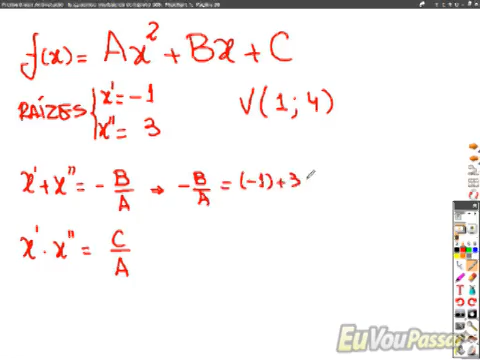 f(x) = Ax² + Bx + C
RAÍZES { x' = -1
x'' = 3
V(1; 4)
x' + x'' = - B/A → - B/A = (-1) + 3
x' · x'' = C/A
EuVouPassar